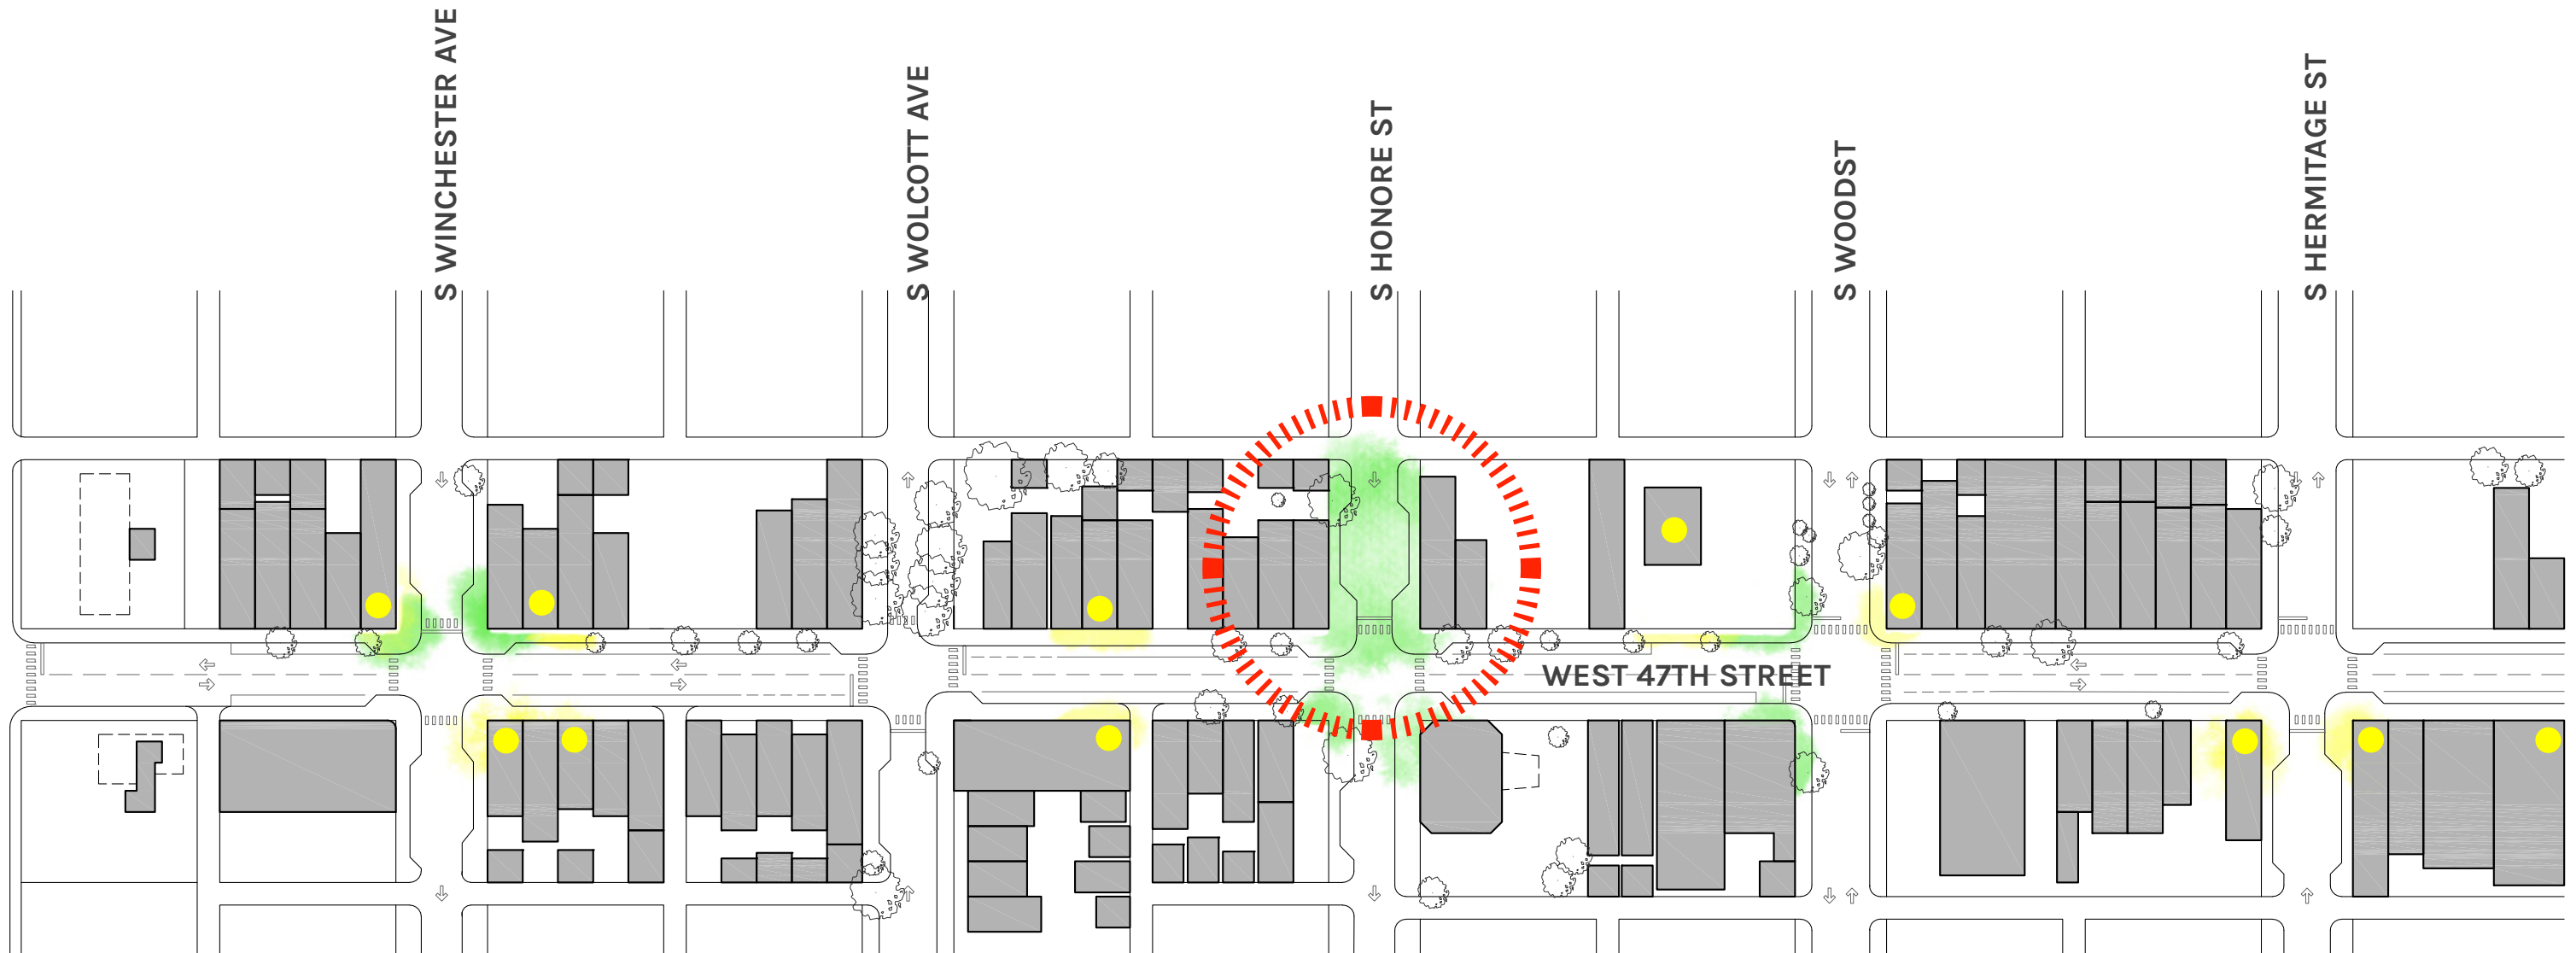 S WINCHESTER AVE
S WOLCOTT AVE
S HONORE ST
S WOODST
S HERMITAGE ST
WEST 47TH STREET